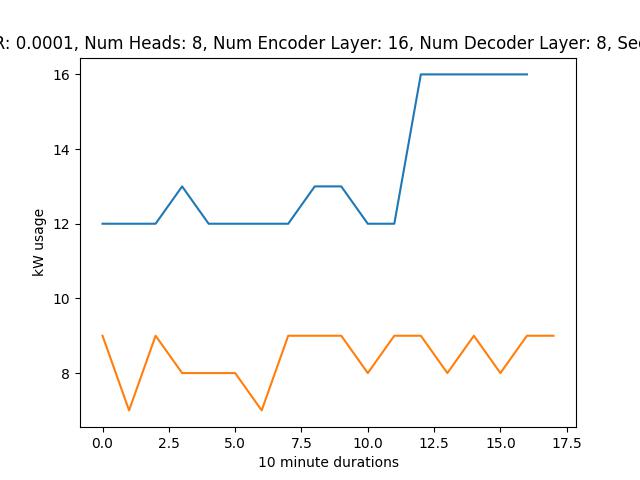 : 0.0001, Num Heads: 8, Num Encoder Layer: 16, Num Decoder Layer: 8,
16
14
12
10
8
kW usage
0.0 2.5 5.0 7.5 10.0 12.5 15.0 17.5
10 minute durations